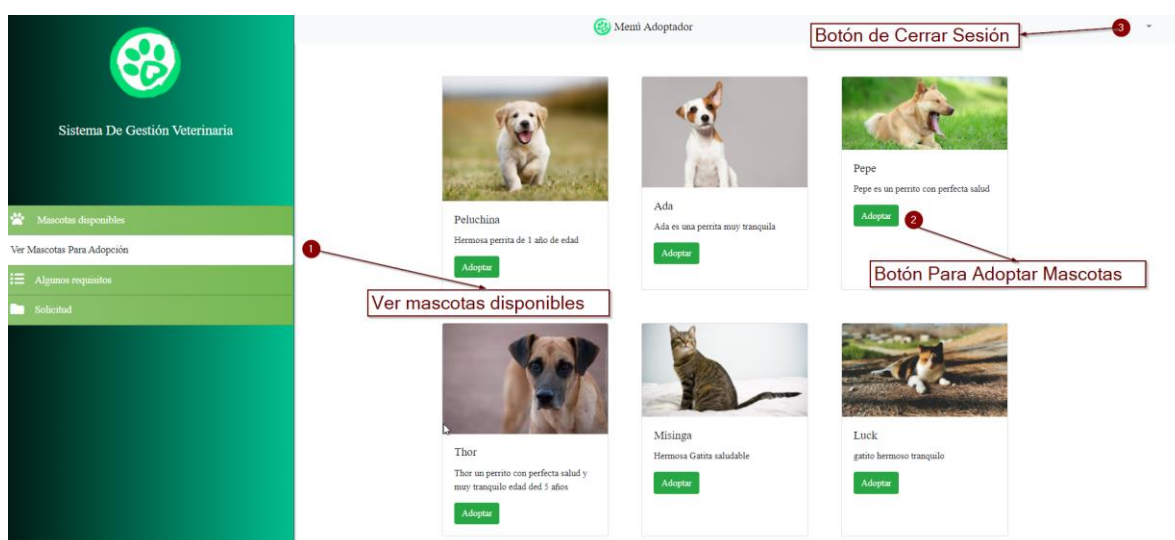 Menú Adoptador
Botón de Cerrar Sesión
3
Sistema De Gestión Veterinaria
Mascotas disponibles
Ver Mascotas Para Adopción
Algunos requisitos
Solicitud
1
Ver mascotas disponibles
Peluchina
Hermosa perrita de 1 año de edad
Adoptar
Ada
Ada es una perrita muy tranquila
Adoptar
Pepe
Pepe es un perrito con perfecta salud
Adoptar
2
Botón Para Adoptar Mascotas
Thor
Thor un perrito con perfecta salud y
muy tranquilo edad ded 5 años
Adoptar
Misinga
Hermosa Gatita saludable
Adoptar
Luck
gatito hermoso tranquilo
Adoptar